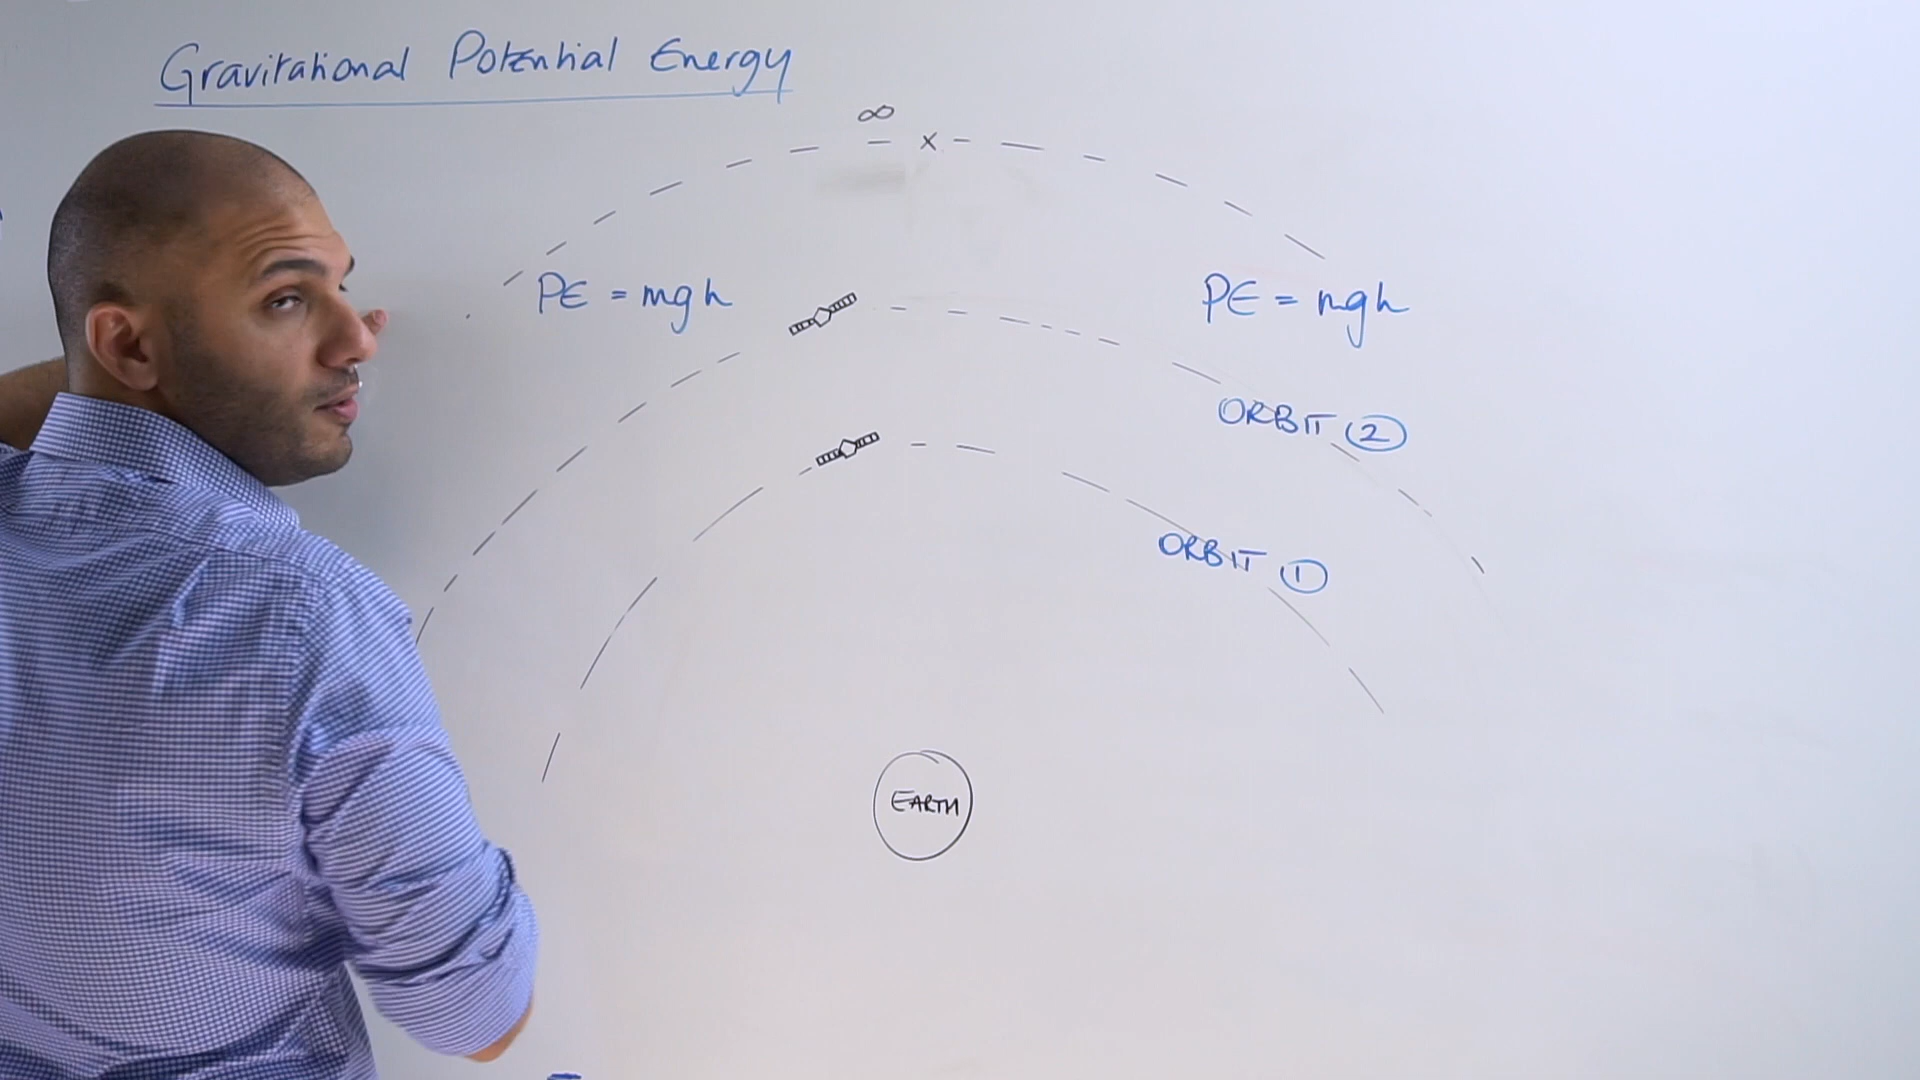 Gravitational Potential Energy
∞
x
PE = mgh
PE = mgh
ORBIT ②
ORBIT ①
EARTH